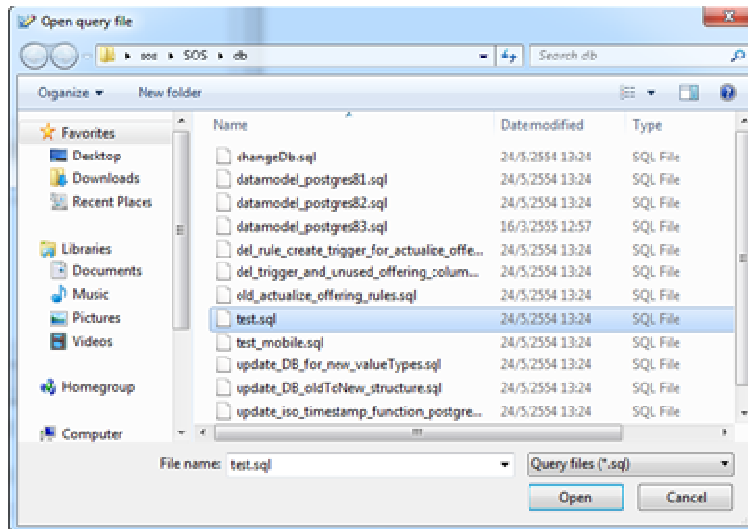 Open query file
sos SOS db
Search db
Organize New folder
Name Date modified Type
Favorites
Desktop
Downloads
Recent Places
Libraries
Documents
Music
Pictures
Videos
Homegroup
Computer
changeDb.sql 24/5/2554 13:24 SQL File
datamodel_postgres81.sql 24/5/2554 13:24 SQL File
datamodel_postgres82.sql 24/5/2554 13:24 SQL File
datamodel_postgres83.sql 16/3/2555 12:57 SQL File
del_rule_create_trigger_for_actualize_offe... 24/5/2554 13:24 SQL File
del_trigger_and_unused_offering_colum... 24/5/2554 13:24 SQL File
old_actualize_offering_rules.sql 24/5/2554 13:24 SQL File
test.sql 24/5/2554 13:24 SQL File
test_mobile.sql 24/5/2554 13:24 SQL File
update_DB_for_new_valueTypes.sql 24/5/2554 13:24 SQL File
update_DB_oldToNew_structure.sql 24/5/2554 13:24 SQL File
update_iso_timestamp_function_postgre... 24/5/2554 13:24 SQL File
File name: test.sql Query files (*.sql)
Open Cancel